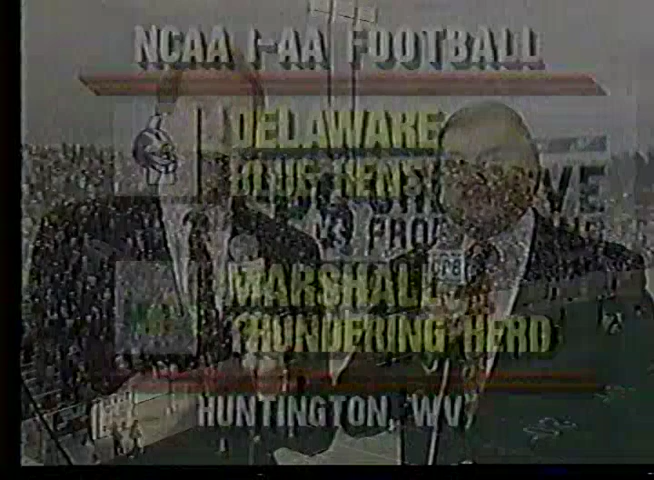 NCAA I-AA FOOTBALL
DELAWARE
BLUE HENS
MARSHALL
THUNDERING HERD
HUNTINGTON, WV